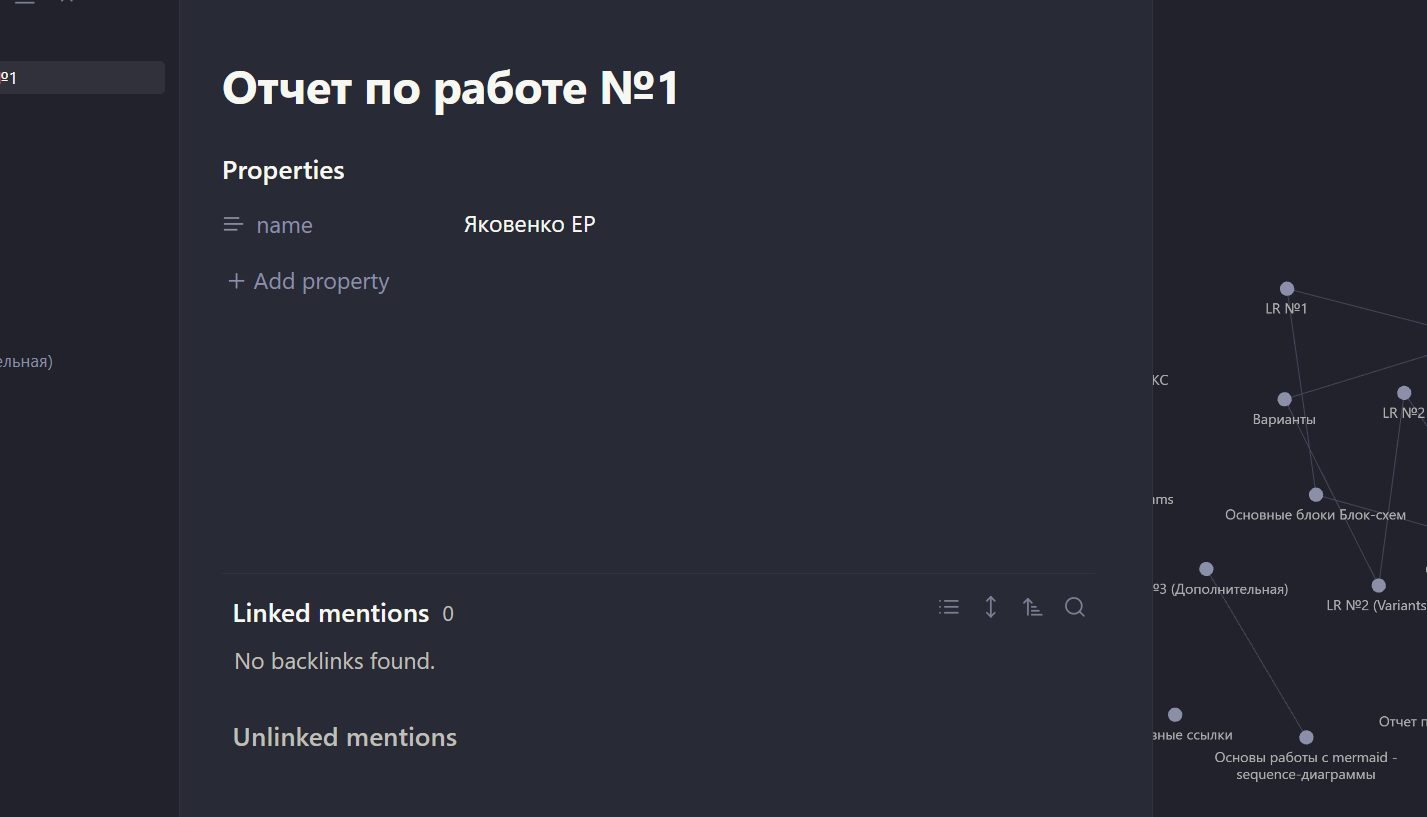 №1
ельная)
Отчет по работе №1
Properties
name Яковенко ЕР
+ Add property
Linked mentions 0
No backlinks found.
Unlinked mentions
LR №1
КС
Варианты
LR №2
ams
Основные блоки Блок-схем
№3 (Дополнительная)
LR №2 (Variants
вные ссылки
Отчет п
Основы работы с mermaid -
sequence-диаграммы